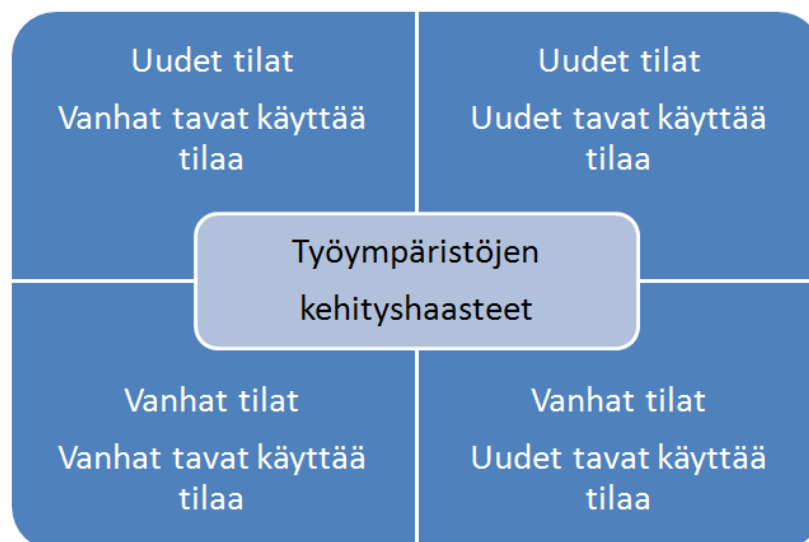 Uudet tilat
Vanhat tavat käyttää
tilaa
Uudet tilat
Uudet tavat käyttää
tilaa
Työympäristöjen
kehityshaasteet
Vanhat tilat
Vanhat tavat käyttää
tilaa
Vanhat tilat
Uudet tavat käyttää
tilaa